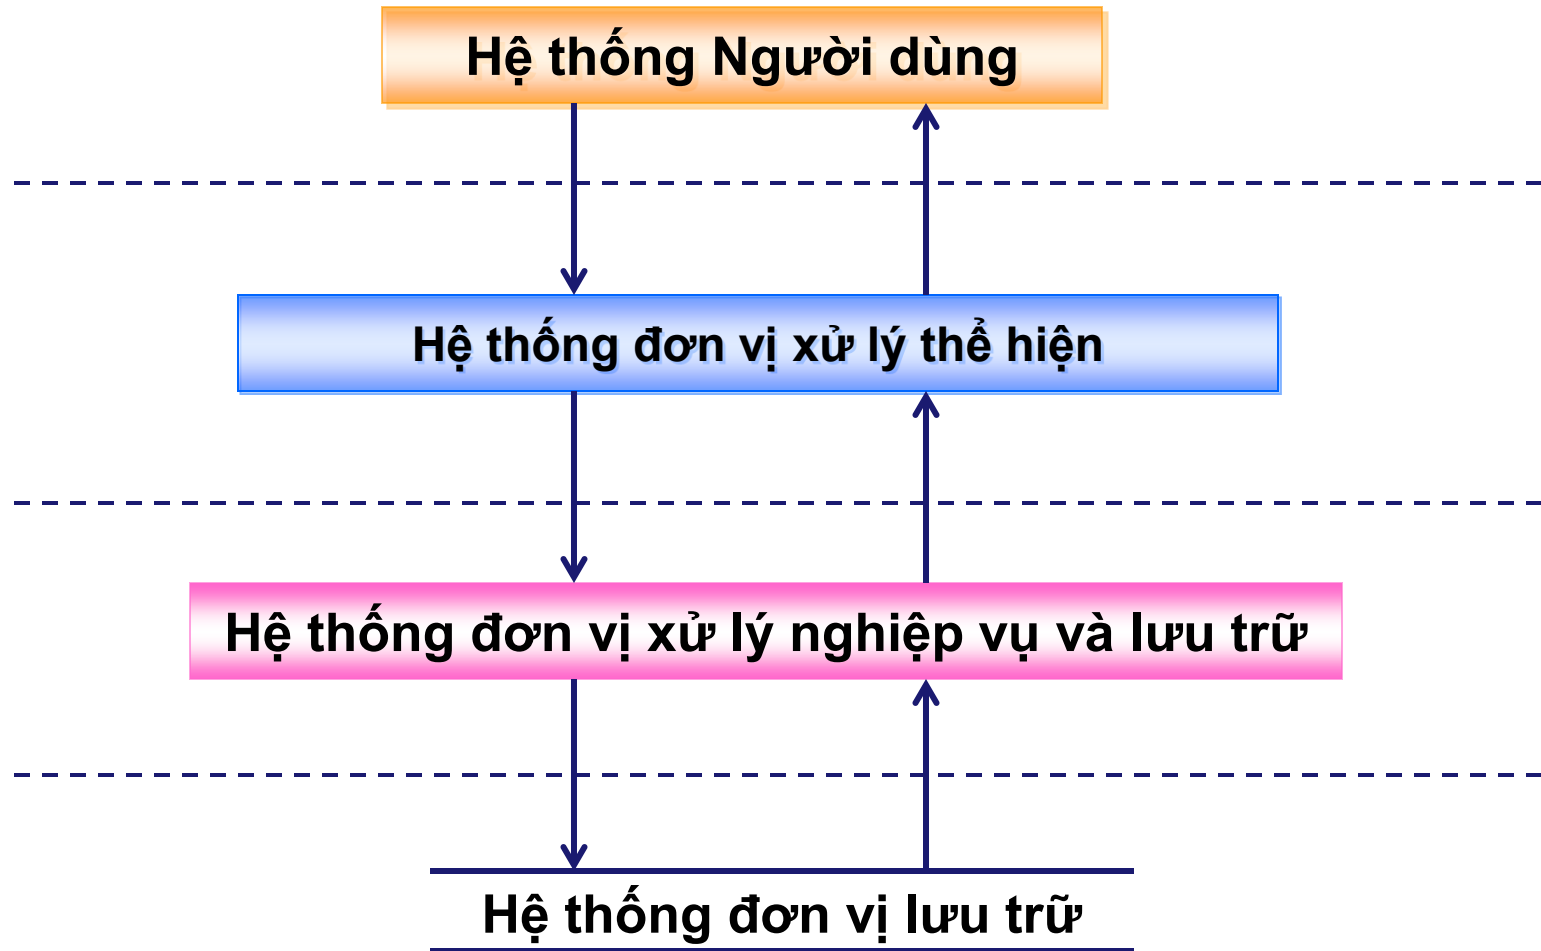 Hệ thống Người dùng
Hệ thống đơn vị xử lý thể hiện
Hệ thống đơn vị xử lý nghiệp vụ và lưu trữ
Hệ thống đơn vị lưu trữ